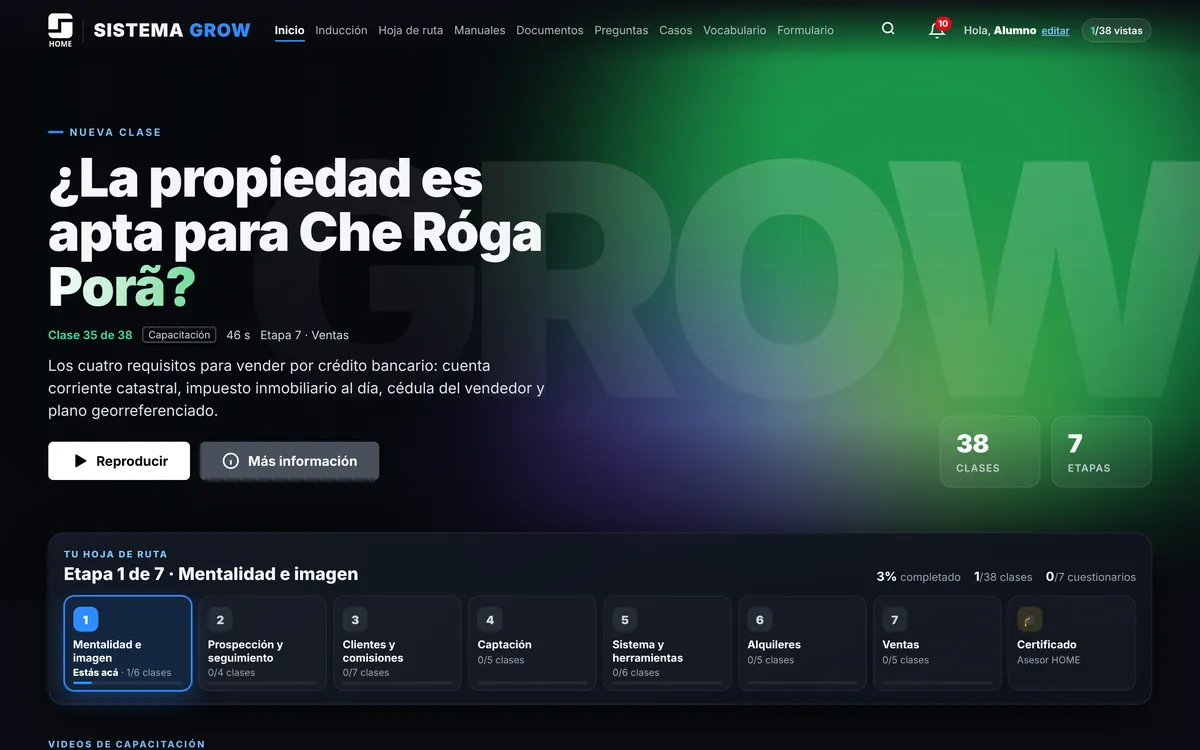 HOME
SISTEMA GROW
Inicio Inducción Hoja de ruta Manuales Documentos Preguntas Casos Vocabulario Formulario
10
Hola, Alumno editar
1/38 vistas
GROW
NUEVA CLASE
¿La propiedad es
apta para Che Róga
Porã?
Clase 35 de 38 Capacitación 46 s Etapa 7 · Ventas
Los cuatro requisitos para vender por crédito bancario: cuenta
corriente catastral, impuesto inmobiliario al día, cédula del vendedor y
plano georreferenciado.
Reproducir
Más información
38
CLASES
7
ETAPAS
TU HOJA DE RUTA
Etapa 1 de 7 · Mentalidad e imagen
3% completado 1/38 clases 0/7 cuestionarios
1
Mentalidad e
imagen
Estás acá · 1/6 clases
2
Prospección y
seguimiento
0/4 clases
3
Clientes y
comisiones
0/7 clases
4
Captación
0/5 clases
5
Sistema y
herramientas
0/6 clases
6
Alquileres
0/5 clases
7
Ventas
0/5 clases
Certificado
Asesor HOME
VIDEOS DE CAPACITACIÓN